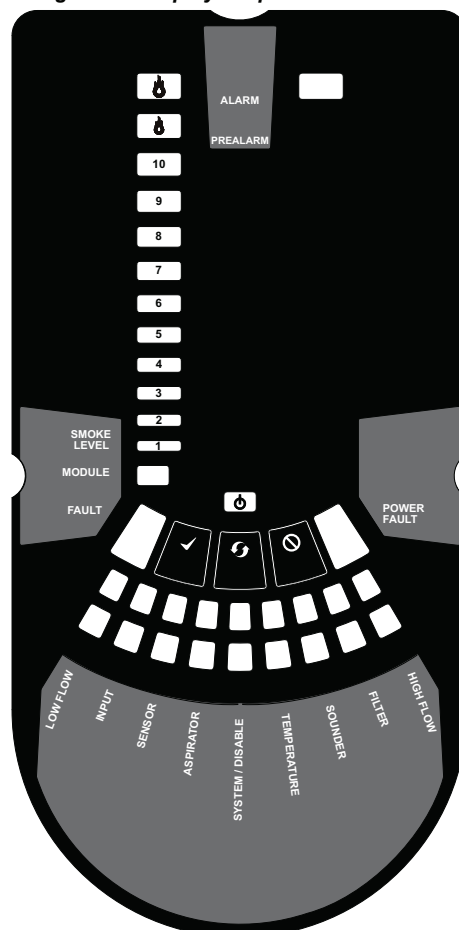 ALARM
PREALARM
10
9
8
7
6
5
4
3
2
1
SMOKE
LEVEL
MODULE
FAULT
POWER
FAULT
LOW FLOW
INPUT
SENSOR
ASPIRATOR
SYSTEM / DISABLE
TEMPERATURE
SOUNDER
FILTER
HIGH FLOW